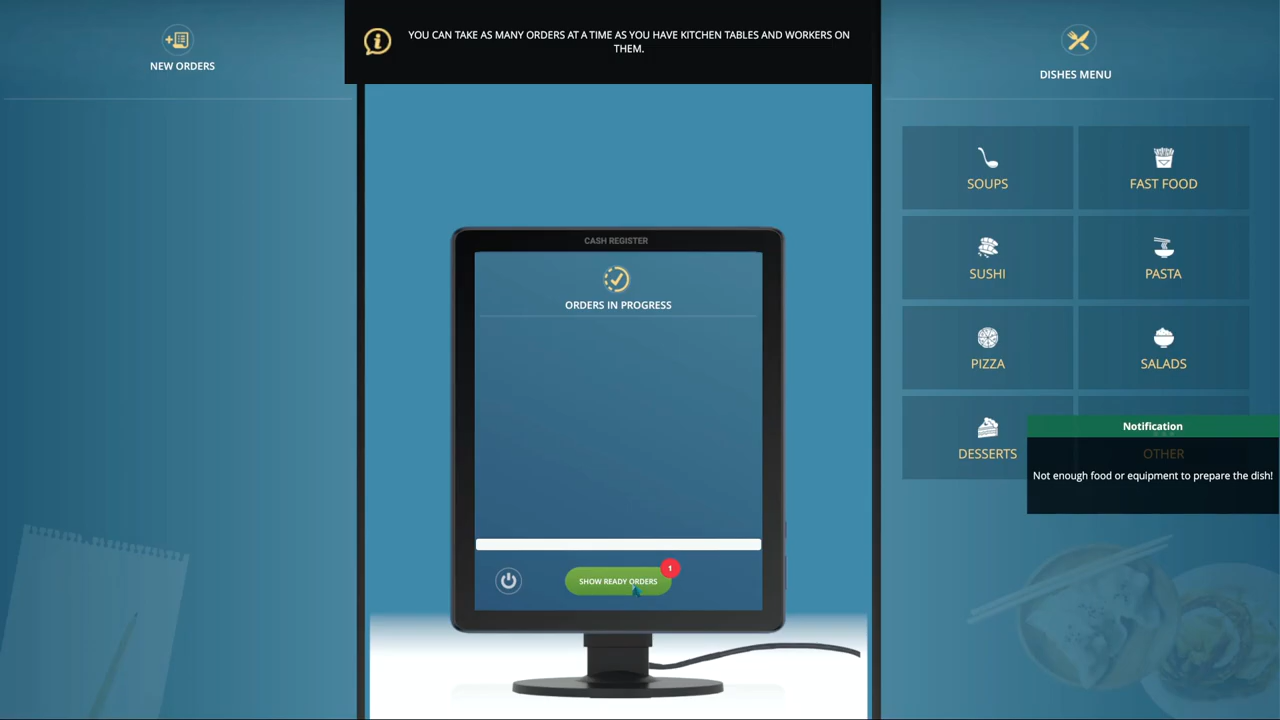 NEW ORDERS
YOU CAN TAKE AS MANY ORDERS AT A TIME AS YOU HAVE KITCHEN TABLES AND WORKERS ON
THEM.
DISHES MENU
SOUPS
FAST FOOD
SUSHI
PASTA
PIZZA
SALADS
DESSERTS
OTHER
Notification
Not enough food or equipment to prepare the dish!
CASH REGISTER
ORDERS IN PROGRESS
SHOW READY ORDERS
1